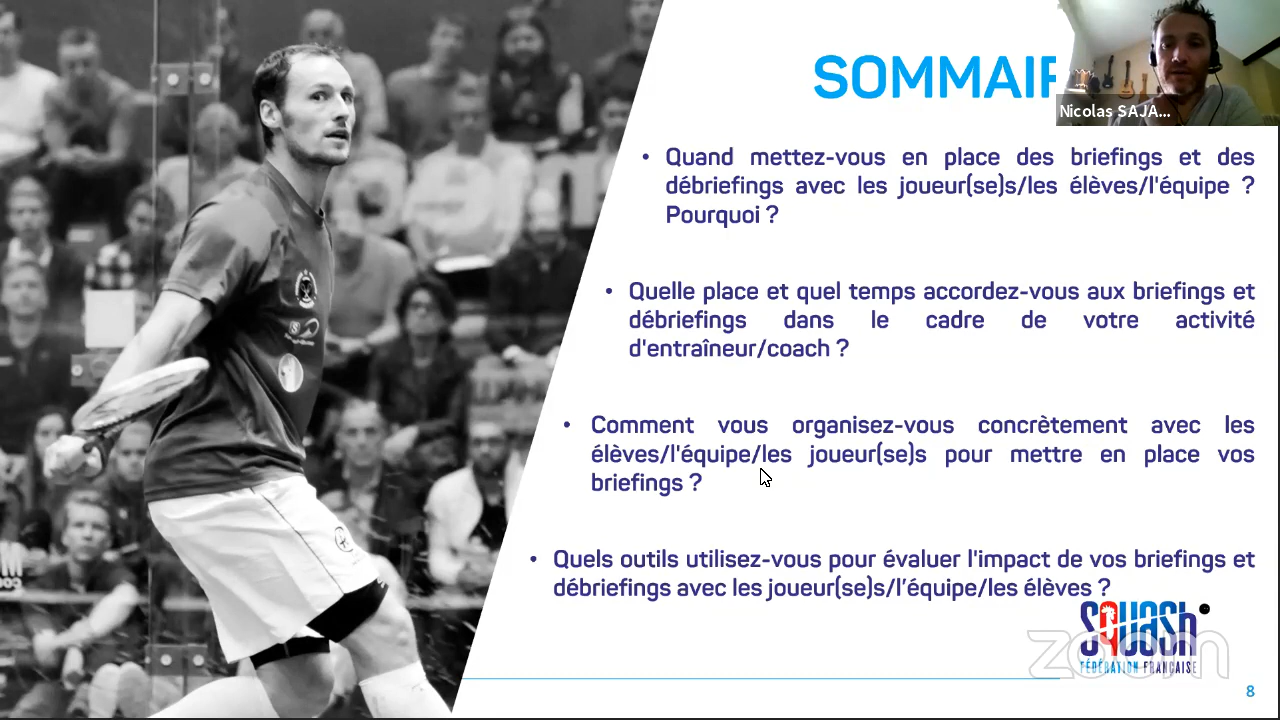 SOMMAIR
Nicolas SAJA...
• Quand mettez-vous en place des briefings et des
débriefings avec les joueur(se)s/les élèves/l'équipe ?
Pourquoi ?
• Quelle place et quel temps accordez-vous aux briefings et
débriefings dans le cadre de votre activité
d'entraîneur/coach ?
• Comment vous organisez-vous concrètement avec les
élèves/l'équipe/les joueur(se)s pour mettre en place vos
briefings ?
• Quels outils utilisez-vous pour évaluer l'impact de vos briefings et
débriefings avec les joueur(se)s/l’équipe/les élèves ?
SQUASH
FÉDÉRATION FRANÇAISE
zoom
8